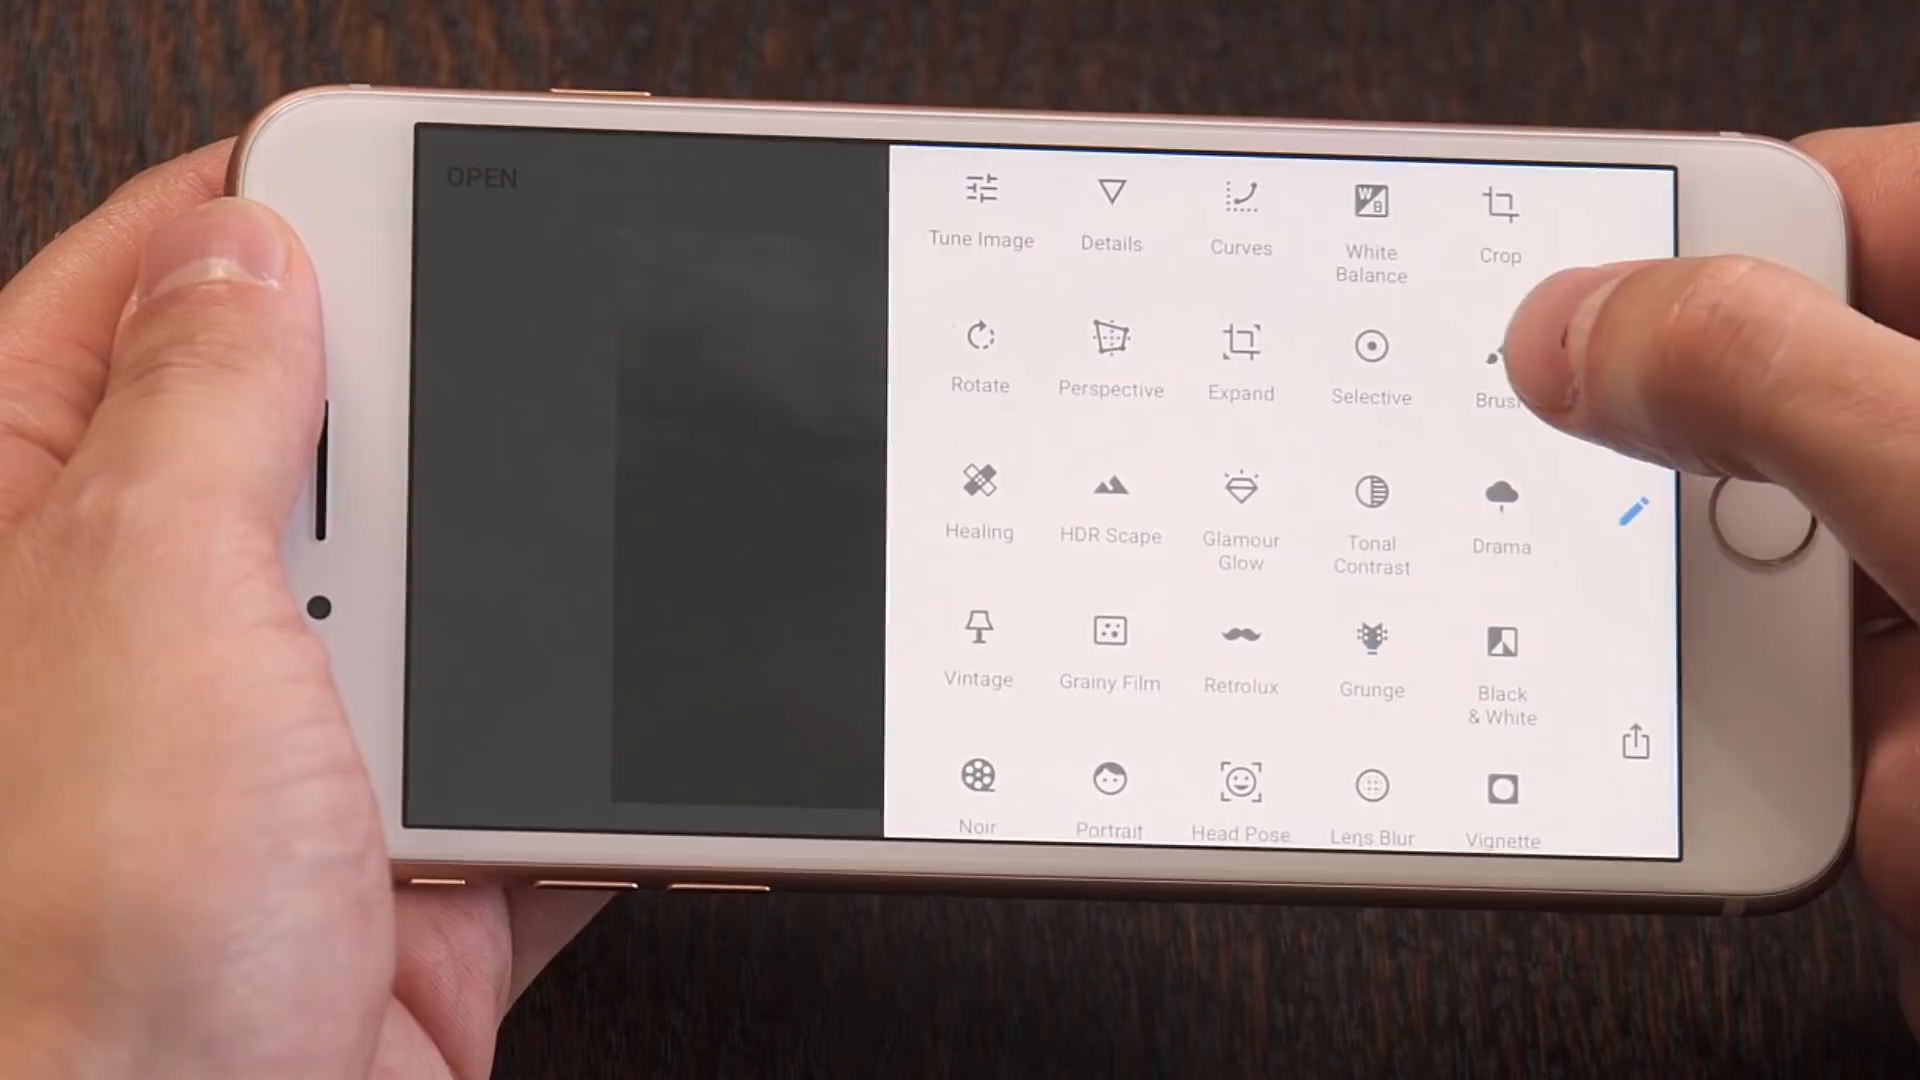 OPEN
Tune Image
Details
Curves
White
Balance
Crop
Rotate
Perspective
Expand
Selective
Brus
Healing
HDR Scape
Glamour
Glow
Tonal
Contrast
Drama
Vintage
Grainy Film
Retrolux
Grunge
Black
& White
Noir
Portrait
Head Pose
Lens Blur
Vignette
W
B